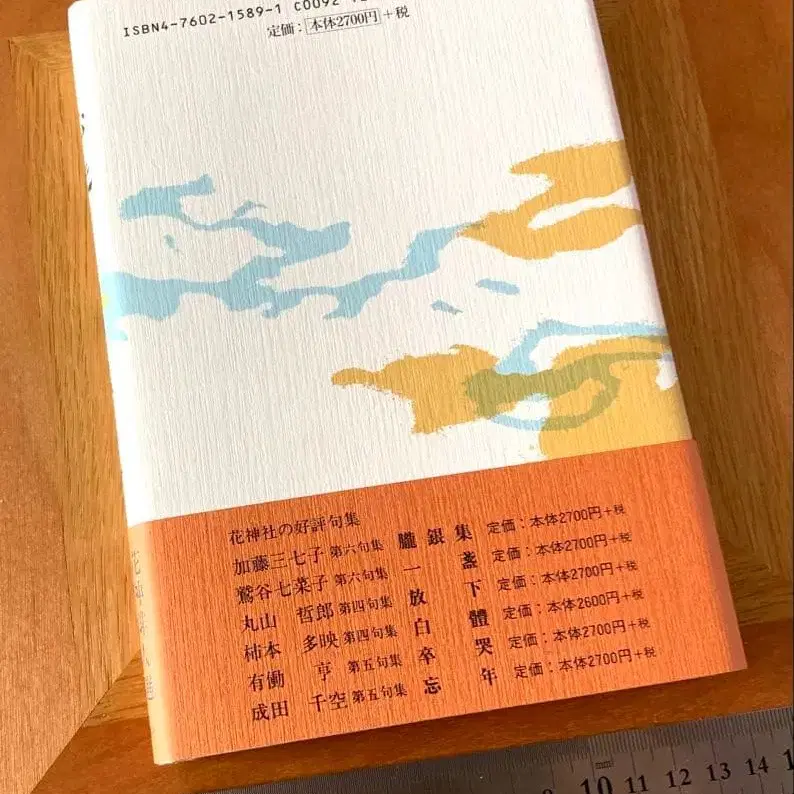 ISBN4-7602-1589-1 C0092
定価：本体2700円＋税
花神社の好評句集
加藤三七子 第六句集 朧銀集 定価：本体2700円＋税
鷲谷七菜子 第六句集 一盞 定価：本体2700円＋税
丸山 哲郎 第四句集 放下 定価：本体2700円＋税
柿本 多映 第四句集 白體 定価：本体2600円＋税
有働 亨 第五句集 卒哭 定価：本体2700円＋税
成田 千空 第五句集 忘年 定価：本体2700円＋税
mm
10 11 12 13 14